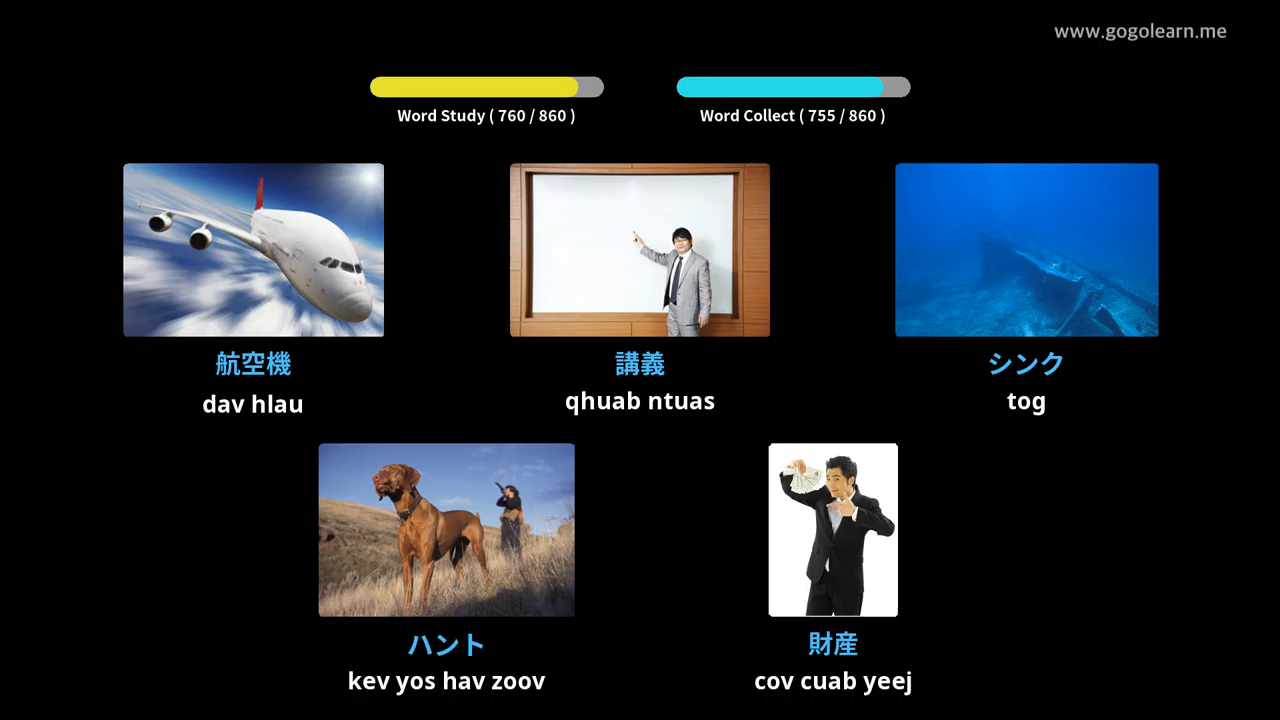 www.gogolearn.me
Word Study ( 760 / 860 )
Word Collect ( 755 / 860 )
航空機
dav hlau
講義
qhuab ntuas
シンク
tog
ハント
kev yos hav zoov
財産
cov cuab yeej